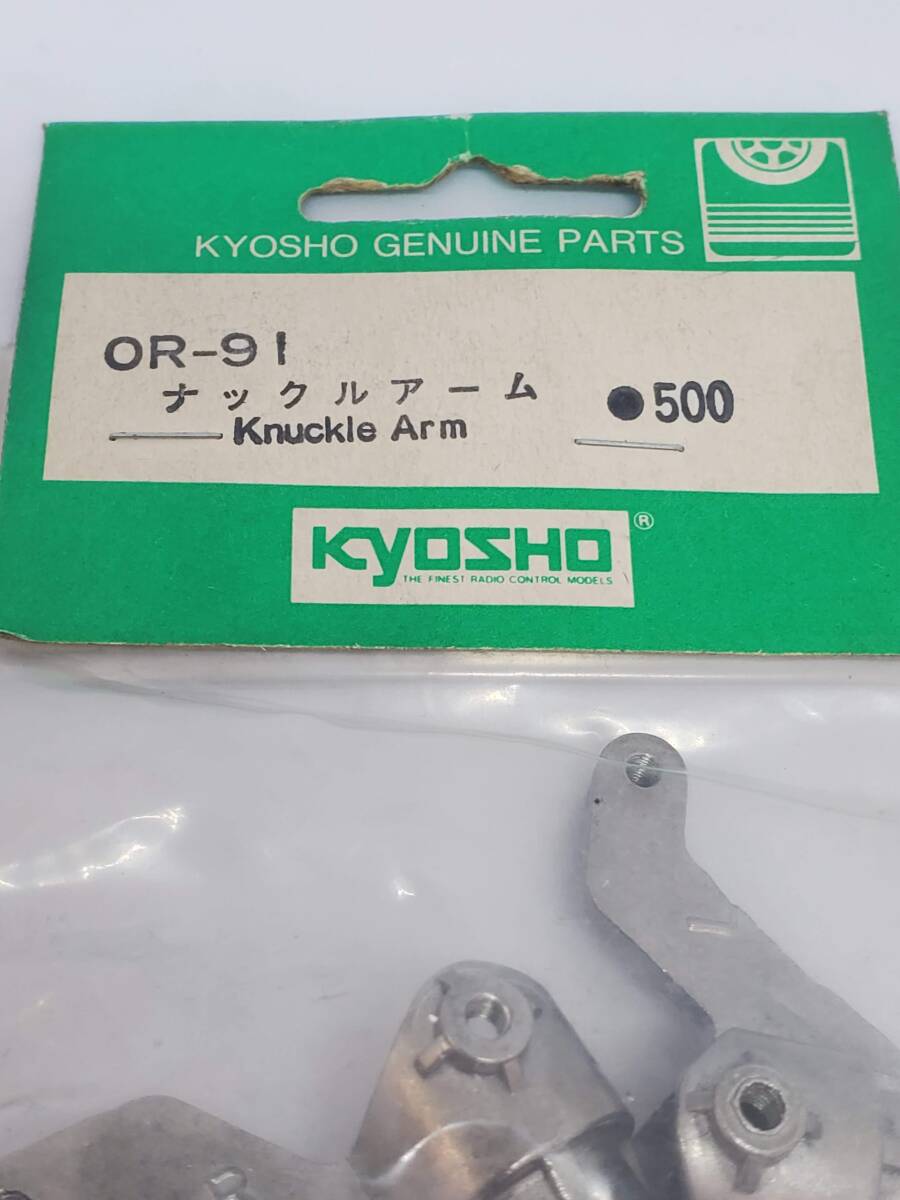 KYOSHO GENUINE PARTS
OR-91
ナックルアーム
Knuckle Arm
●500
KYOSHO®
THE FINEST RADIO CONTROL MODELS
L